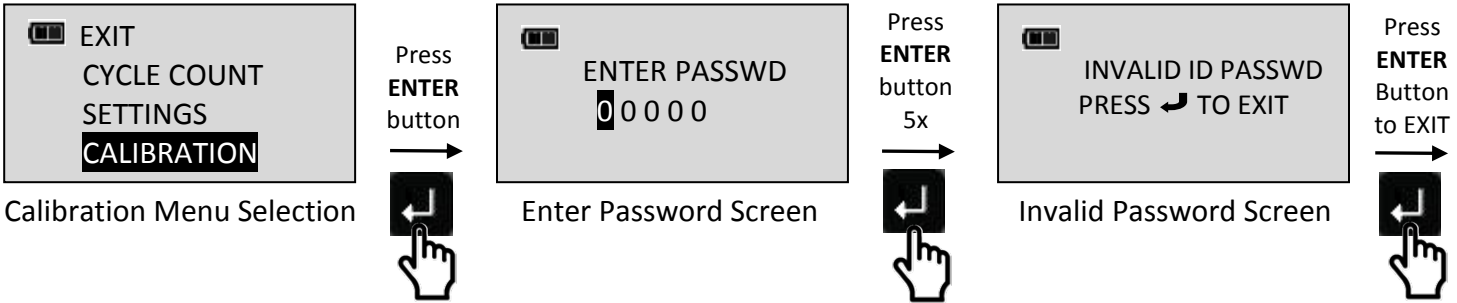 EXIT
CYCLE COUNT
SETTINGS
CALIBRATION
Calibration Menu Selection
Press
ENTER
button
ENTER PASSWD
0 0 0 0 0
Enter Password Screen
Press
ENTER
button
5x
INVALID ID PASSWD
PRESS ↵ TO EXIT
Invalid Password Screen
Press
ENTER
Button
to EXIT